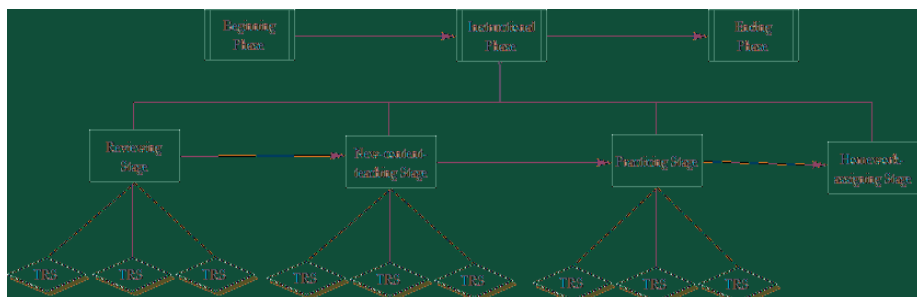 Beginning
Phase
Instructional
Phase
Ending
Phase
Reviewing
Stage
New-content-
teaching Stage
Practicing Stage
Homework-
assigning Stage
TRS
TRS
TRS
TRS
TRS
TRS
TRS
TRS
TRS